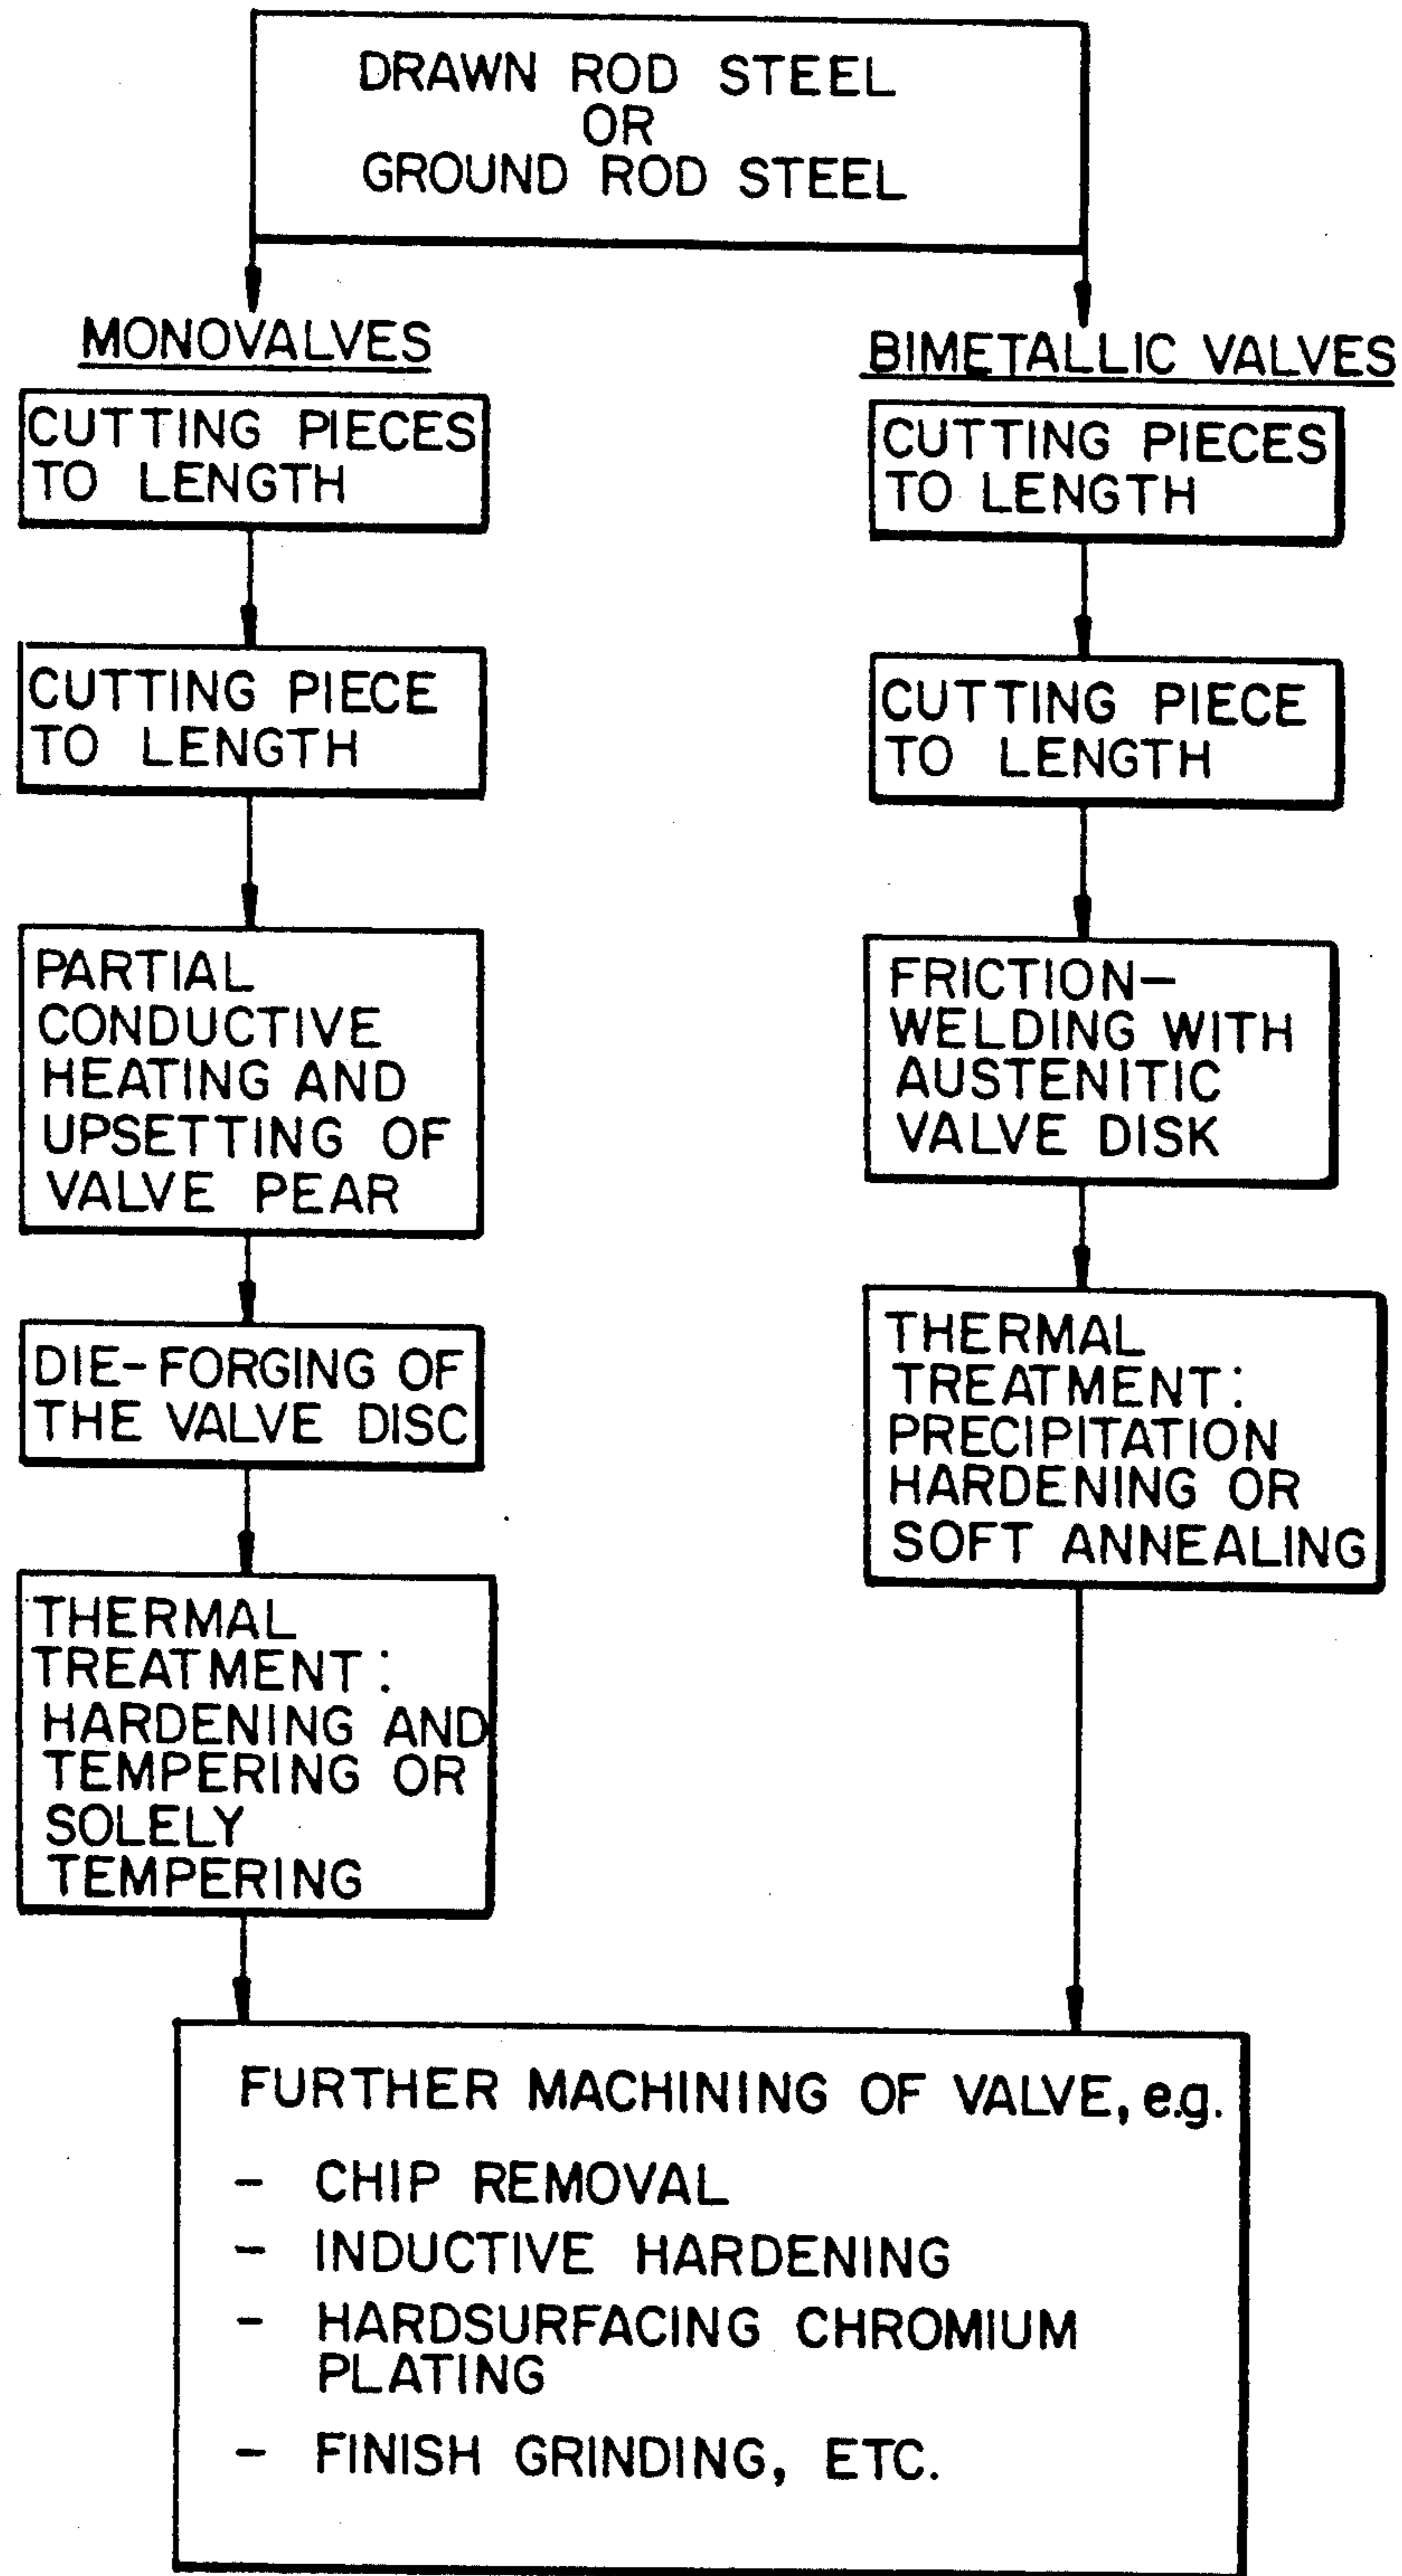 DRAWN ROD STEEL
OR
GROUND ROD STEEL
MONOVALVES
CUTTING PIECES
TO LENGTH
CUTTING PIECE
TO LENGTH
PARTIAL
CONDUCTIVE
HEATING AND
UPSETTING OF
VALVE PEAR
DIE-FORGING OF
THE VALVE DISC
THERMAL
TREATMENT:
HARDENING AND
TEMPERING OR
SOLELY
TEMPERING
BIMETALLIC VALVES
CUTTING PIECES
TO LENGTH
CUTTING PIECE
TO LENGTH
FRICTION-
WELDING WITH
AUSTENITIC
VALVE DISK
THERMAL
TREATMENT:
PRECIPITATION
HARDENING OR
SOFT ANNEALING
FURTHER MACHINING OF VALVE, e.g.
- CHIP REMOVAL
- INDUCTIVE HARDENING
- HARDSURFACING CHROMIUM
PLATING
- FINISH GRINDING, ETC.